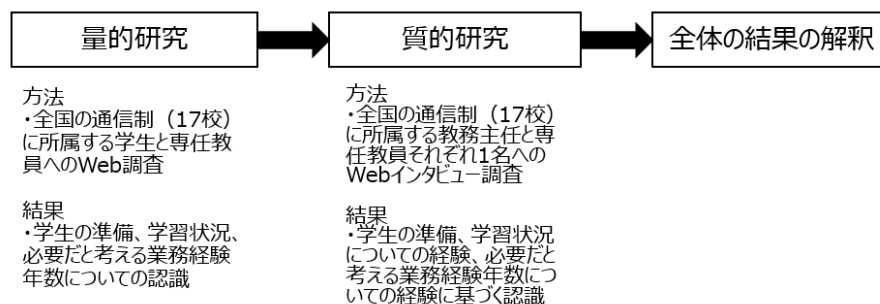 量的研究
質的研究
全体の結果の解釈
方法
・全国の通信制（17校）
に所属する学生と専任教
員へのWeb調査
結果
・学生の準備、学習状況、
必要だと考える業務経験
年数についての認識
方法
・全国の通信制（17校）
に所属する教務主任と専
任教員それぞれ1名への
Webインタビュー調査
結果
・学生の準備、学習状況
についての経験、必要だと
考える業務経験年数につ
いての経験に基づく認識